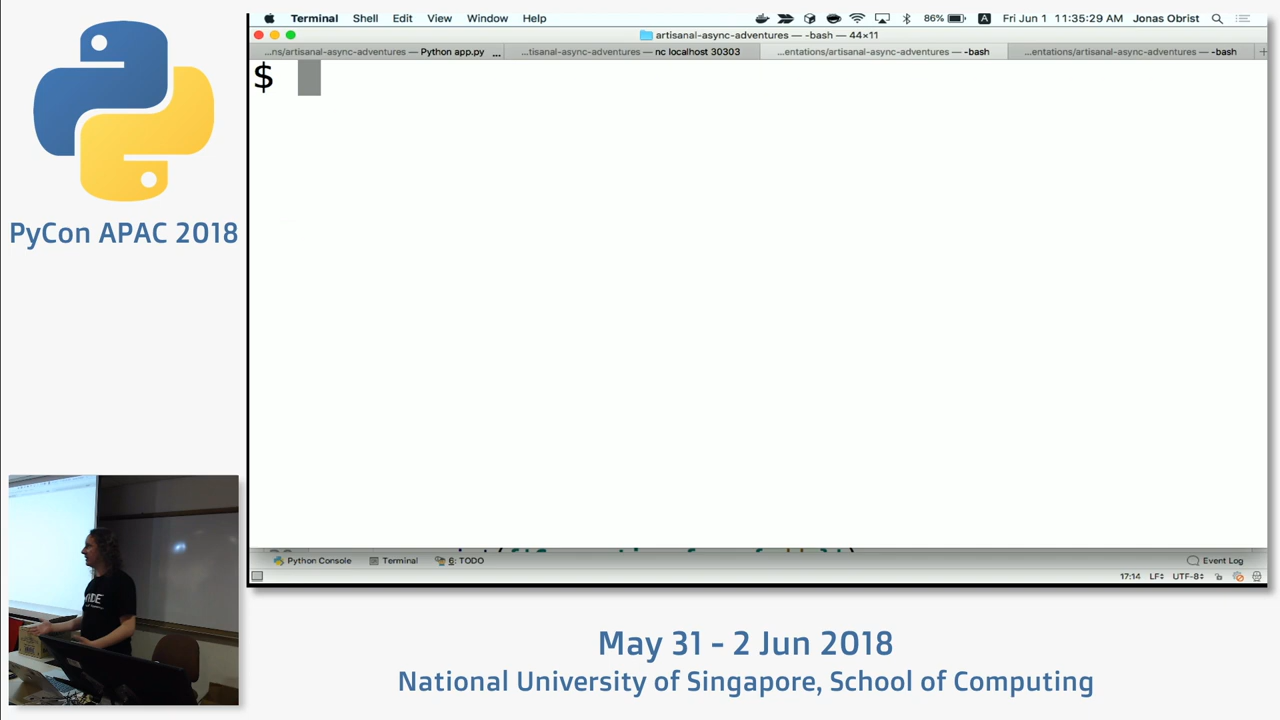 PyCon APAC 2018
Terminal Shell Edit View Window Help 86% A Fri Jun 1 11:35:29 AM Jonas Obrist
artisanal-async-adventures — -bash — 44×11
...ns/artisanal-async-adventures — Python app.py ... ...tisanal-async-adventures — nc localhost 30303 ...entations/artisanal-async-adventures — -bash ...entations/artisanal-async-adventures — -bash +
$
Python Console Terminal 6: TODO Event Log
17:14 LF÷ UTF-8÷
May 31 - 2 Jun 2018
National University of Singapore, School of Computing